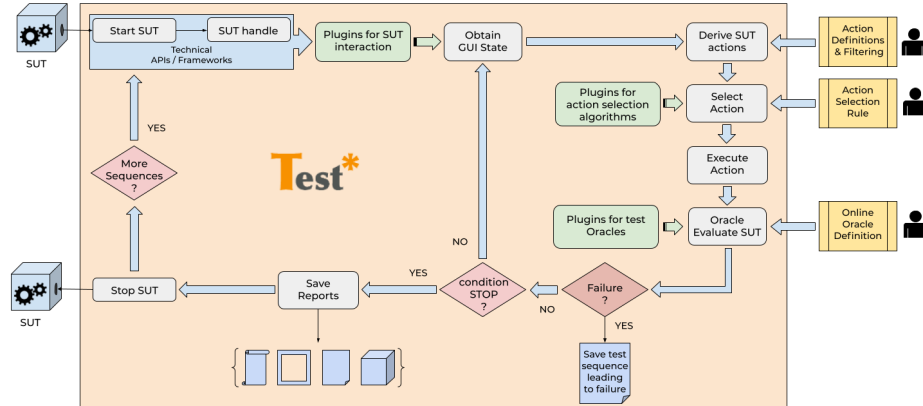 SUT
Start SUT
SUT handle
Technical
APIs / Frameworks
Plugins for SUT
interaction
Obtain
GUI State
Derive SUT
actions
Action
Definitions
& Filtering
Plugins for
action selection
algorithms
Select
Action
Action
Selection
Rule
YES
More
Sequences
?
Test*
Execute
Action
Plugins for test
Oracles
Oracle
Evaluate SUT
Online
Oracle
Definition
NO
SUT
Stop SUT
Save
Reports
YES
condition
STOP
?
NO
Failure
?
YES
Save test
sequence
leading
to failure